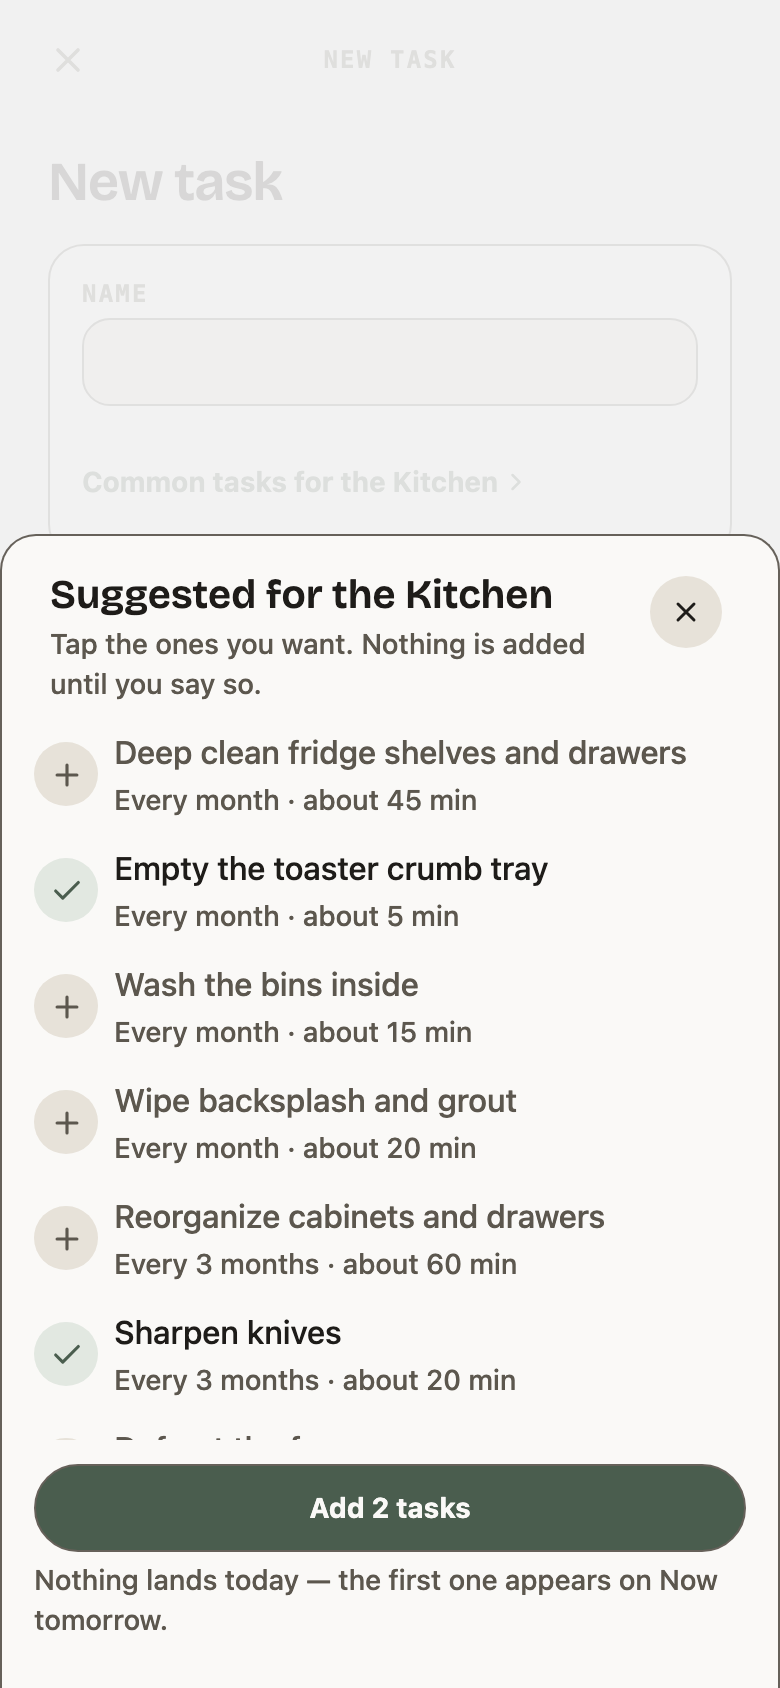 NEW TASK
New task
NAME
Common tasks for the Kitchen
Suggested for the Kitchen
Tap the ones you want. Nothing is added
until you say so.
Deep clean fridge shelves and drawers
Every month · about 45 min
Empty the toaster crumb tray
Every month · about 5 min
Wash the bins inside
Every month · about 15 min
Wipe backsplash and grout
Every month · about 20 min
Reorganize cabinets and drawers
Every 3 months · about 60 min
Sharpen knives
Every 3 months · about 20 min
Add 2 tasks
Nothing lands today — the first one appears on Now
tomorrow.